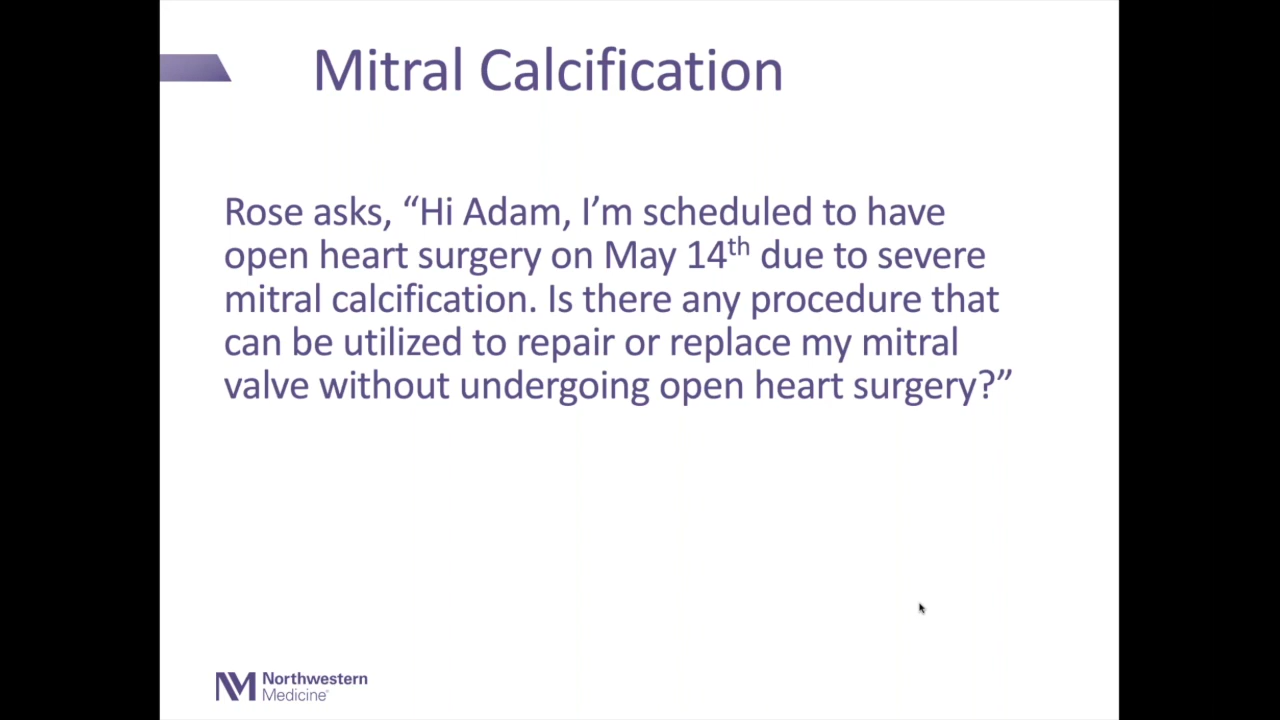 Mitral Calcification
Rose asks, “Hi Adam, I’m scheduled to have
open heart surgery on May 14th due to severe
mitral calcification. Is there any procedure that
can be utilized to repair or replace my mitral
valve without undergoing open heart surgery?”
NM Northwestern
Medicine